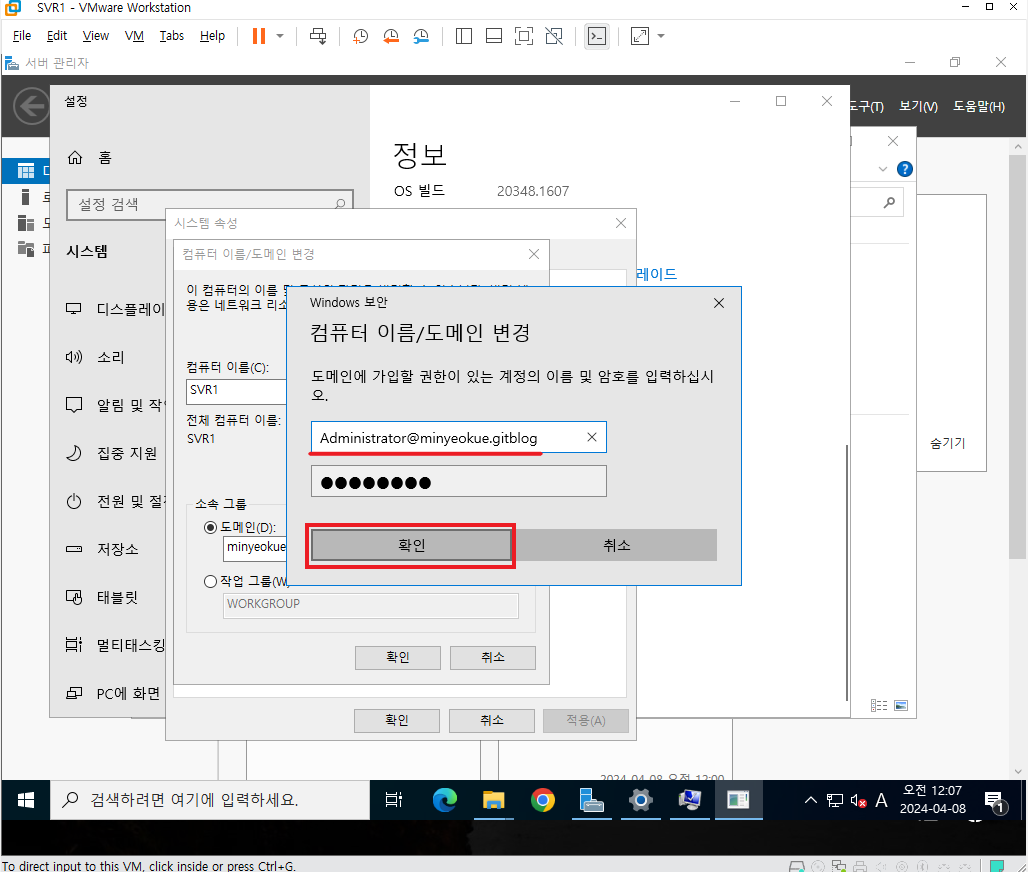 SVR1 - VMware Workstation
File Edit View VM Tabs Help
서버 관리자
설정
도구(T) 보기(V) 도움말(H)
홈
정보
OS 빌드 20348.1607
설정 검색
시스템 속성
시스템
컴퓨터 이름/도메인 변경
레이드
이 컴퓨터의 이름 및
용은 네트워크 리소
Windows 보안
컴퓨터 이름/도메인 변경
디스플레이
소리
컴퓨터 이름(C):
도메인에 가입할 권한이 있는 계정의 이름 및 암호를 입력하십시
오.
SVR1
알림 및 작
전체 컴퓨터 이름:
SVR1
Administrator@minyeokue.gitblog
숨기기
집중 지원
●●●●●●●●
전원 및 절
소속 그룹
도메인(D):
minyeokue
확인 취소
저장소
작업 그룹(W)
태블릿
WORKGROUP
멀티태스킹
확인 취소
PC에 화면
확인 취소 적용(A)
2024-04-08 오전 12:00
검색하려면 여기에 입력하세요.
A
오전 12:07
2024-04-08
1
To direct input to this VM, click inside or press Ctrl+G.